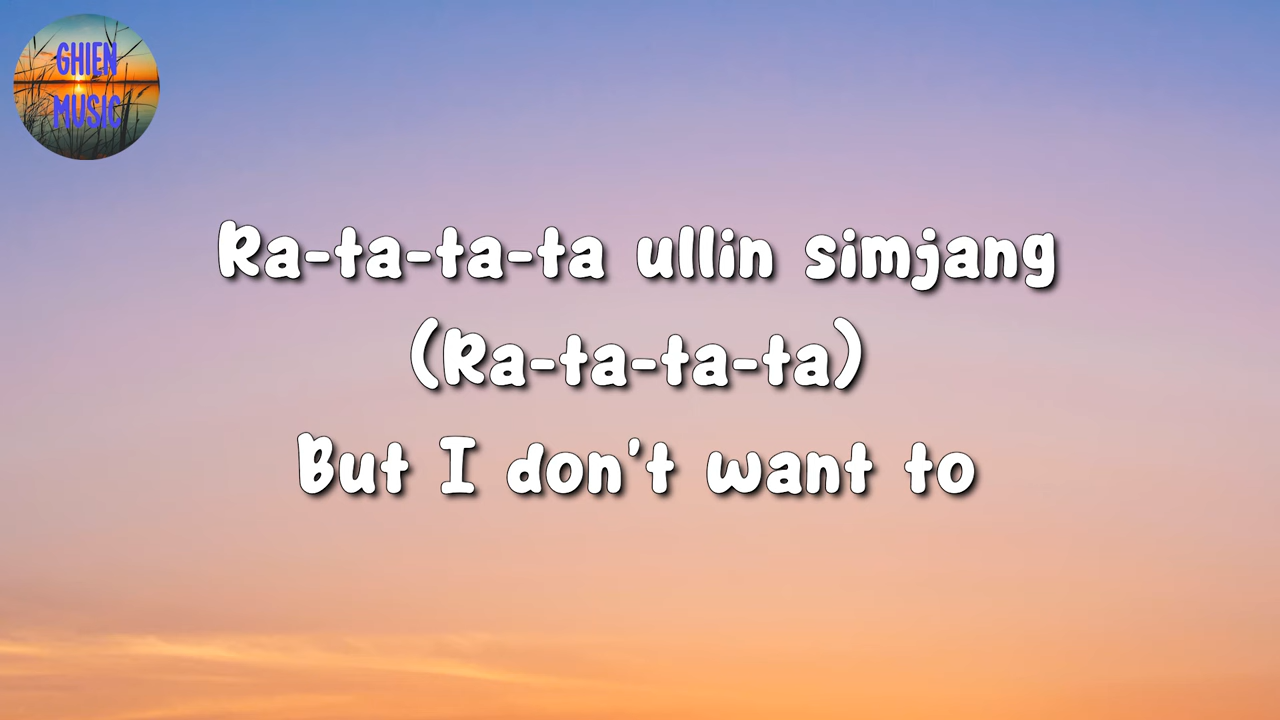 GHIEN
MUSIC
Ra-ta-ta-ta ullin simjang
(Ra-ta-ta-ta)
But I don't want to